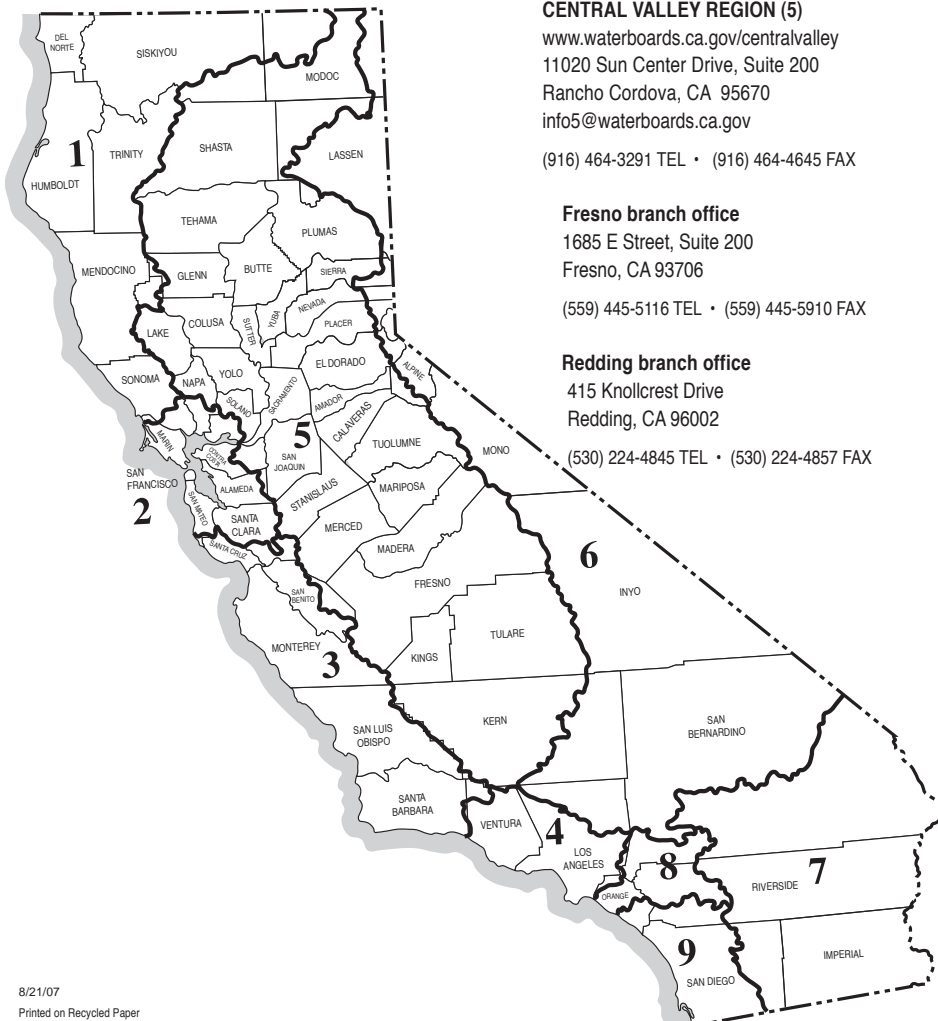 CENTRAL VALLEY REGION (5)
www.waterboards.ca.gov/centralvalley
11020 Sun Center Drive, Suite 200
Rancho Cordova, CA 95670
info5@waterboards.ca.gov
(916) 464-3291 TEL • (916) 464-4645 FAX
Fresno branch office
1685 E Street, Suite 200
Fresno, CA 93706
(559) 445-5116 TEL • (559) 445-5910 FAX
Redding branch office
415 Knollcrest Drive
Redding, CA 96002
(530) 224-4845 TEL • (530) 224-4857 FAX
DEL
NORTE
SISKIYOU
MODOC
1
TRINITY
SHASTA
LASSEN
HUMBOLDT
TEHAMA
PLUMAS
MENDOCINO
GLENN
BUTTE
SIERRA
LAKE
COLUSA
SUTTER
YUBA
NEVADA
PLACER
SONOMA
NAPA
YOLO
EL DORADO
ALPINE
SOLANO
SACRAMENTO
AMADOR
CALAVERAS
MARIN
CONTRA
COSTA
5
SAN
JOAQUIN
TUOLUMNE
MONO
SAN
FRANCISCO
2
ALAMEDA
STANISLAUS
MARIPOSA
SAN MATEO
SANTA
CLARA
MERCED
SANTA CRUZ
MADERA
6
FRESNO
INYO
SAN
BENITO
MONTEREY
3
KINGS
TULARE
SAN LUIS
OBISPO
KERN
SAN
BERNARDINO
SANTA
BARBARA
VENTURA
4
LOS
ANGELES
8
7
RIVERSIDE
ORANGE
9
SAN DIEGO
IMPERIAL
8/21/07
Printed on Recycled Paper